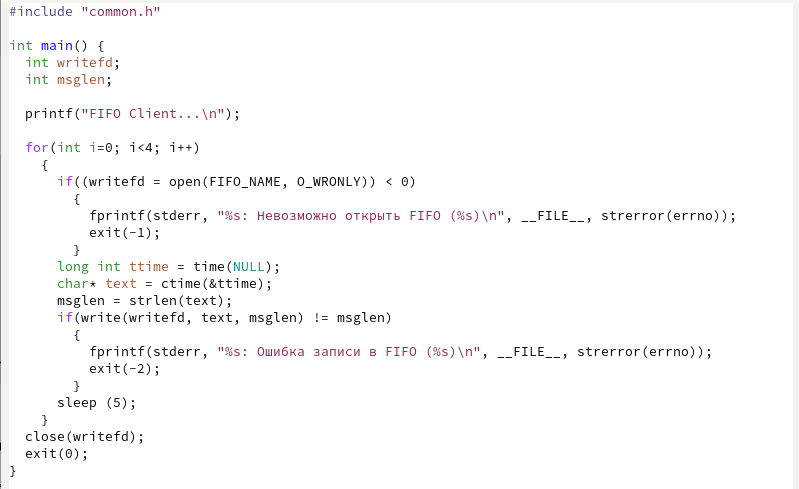 #include "common.h"
int main() {
int writefd;
int msglen;
printf("FIFO Client...\n");
for(int i=0; i<4; i++)
{
if((writefd = open(FIFO_NAME, O_WRONLY)) < 0)
{
fprintf(stderr, "%s: Невозможно открыть FIFO (%s)\n", __FILE__, strerror(errno));
exit(-1);
}
long int ttime = time(NULL);
char* text = ctime(&ttime);
msglen = strlen(text);
if(write(writefd, text, msglen) != msglen)
{
fprintf(stderr, "%s: Ошибка записи в FIFO (%s)\n", __FILE__, strerror(errno));
exit(-2);
}
sleep (5);
}
close(writefd);
exit(0);
}